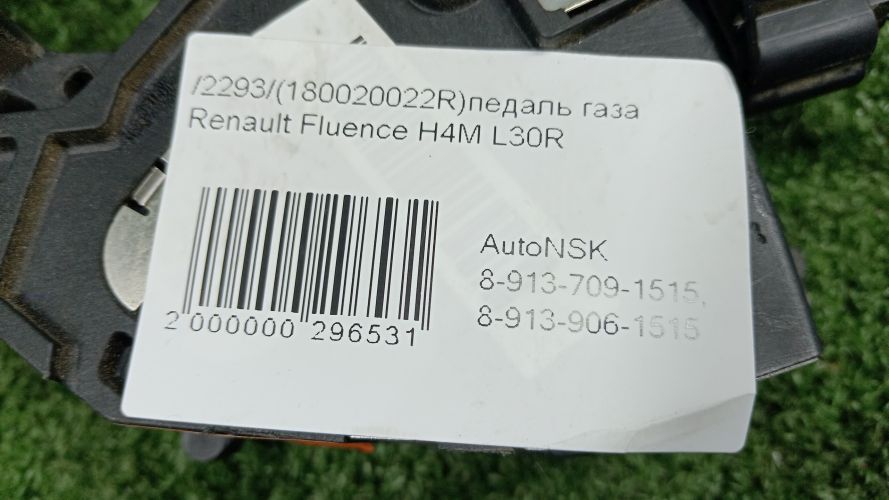 /2293/(180020022R)педаль газа
Renault Fluence H4M L30R
AutoNSK
8-913-709-1515,
8-913-906-1515
2 000000 296531